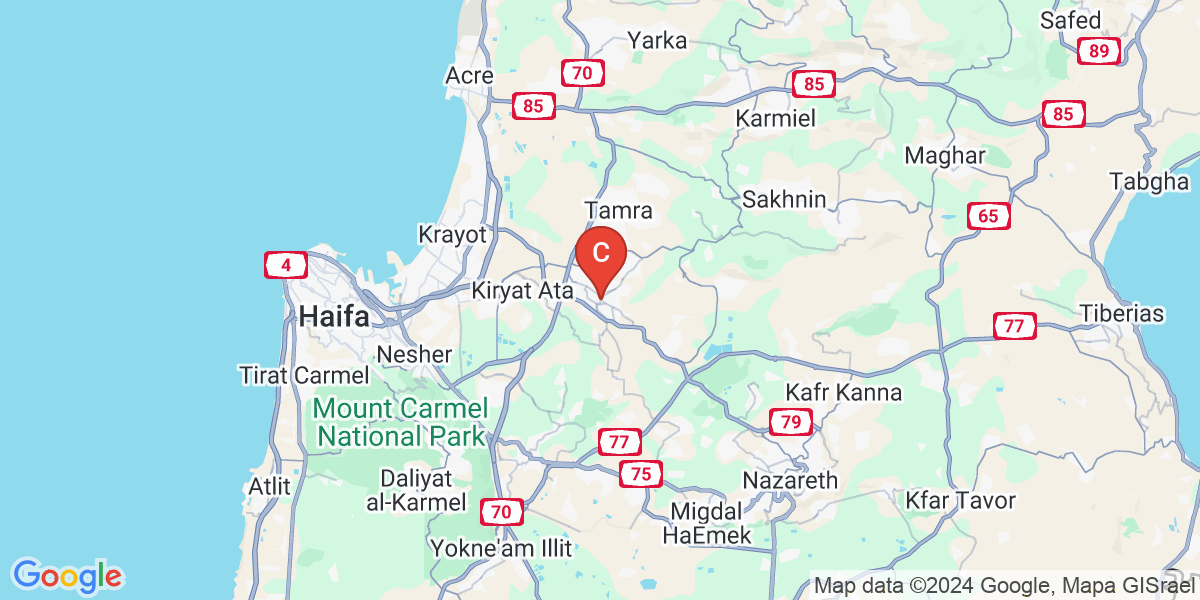 Safed
Yarka
89
70
Acre
85
85
Karmiel
85
Maghar
Tabgha
Sakhnin
Tamra
65
Krayot
C
4
Kiryat Ata
Haifa
Tiberias
77
Nesher
Tirat Carmel
Kafr Kanna
Mount Carmel
National Park
79
77
75
Daliyat
al-Karmel
Nazareth
Atlit
Kfar Tavor
70
Migdal
HaEmek
Yokne'am Illit
Google
Map data ©2024 Google, Mapa GISrael